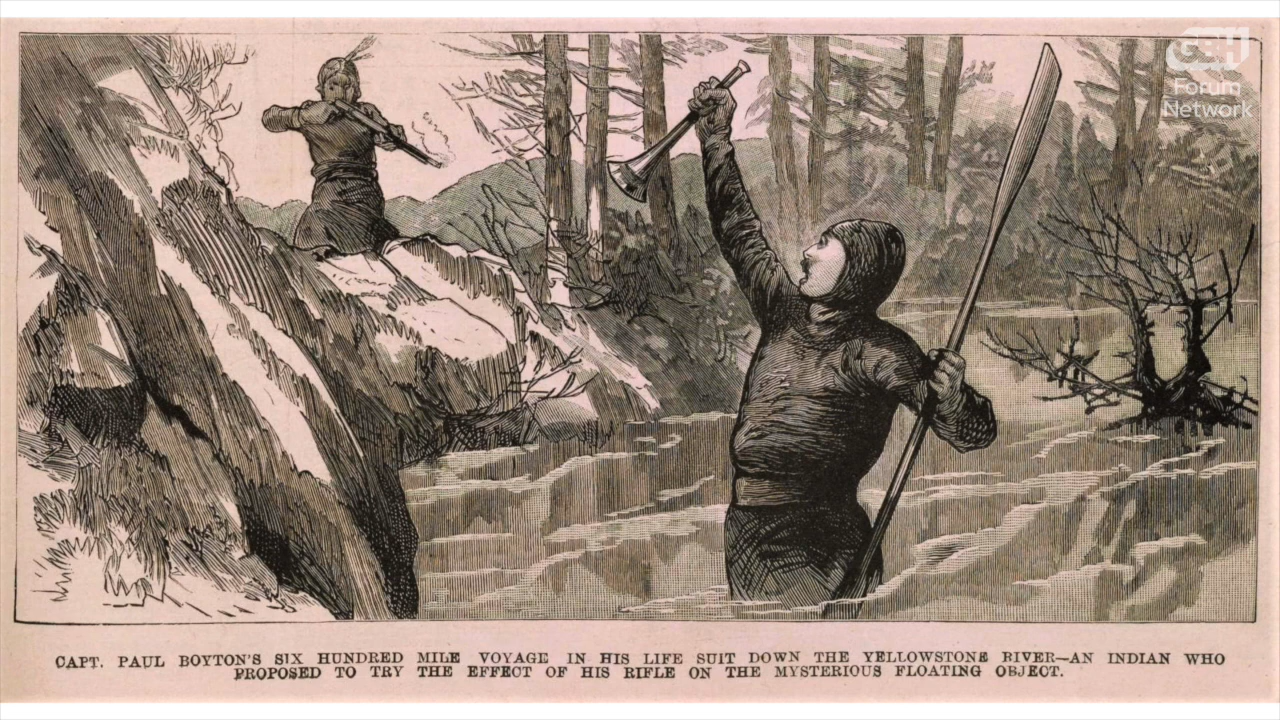 GBH
Forum
Network
CAPT. PAUL BOYTON'S SIX HUNDRED MILE VOYAGE IN HIS LIFE SUIT DOWN THE YELLOWSTONE RIVER—AN INDIAN WHO
PROPOSED TO TRY THE EFFECT OF HIS RIFLE ON THE MYSTERIOUS FLOATING OBJECT.